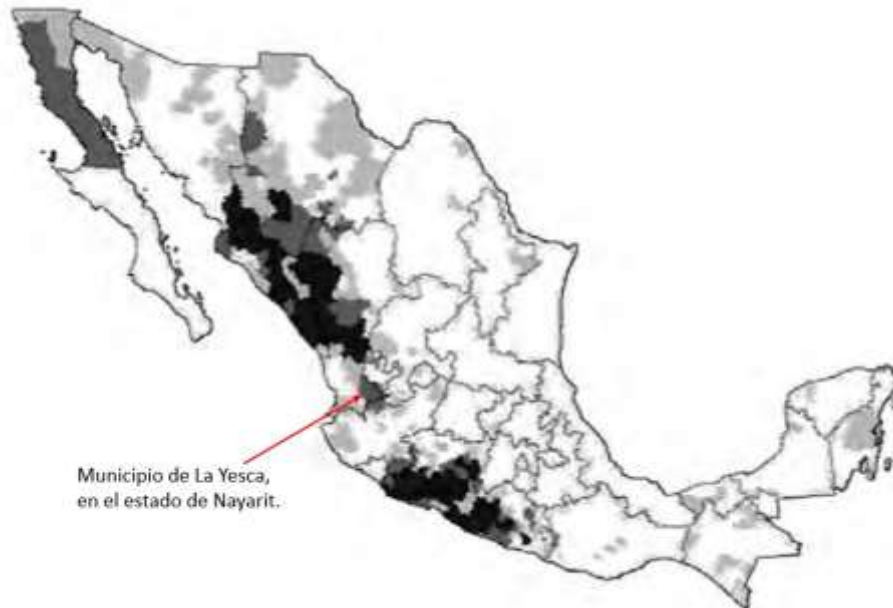 Municipio de La Yesca,
en el estado de Nayarit.